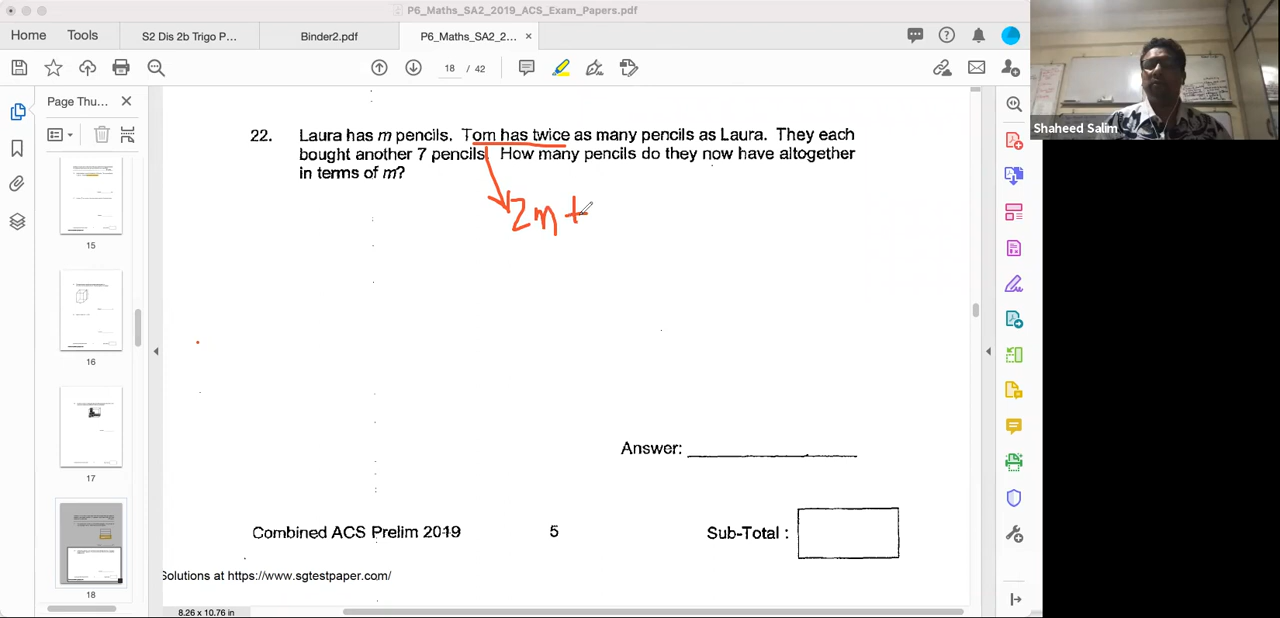 P6_Maths_SA2_2019_ACS_Exam_Papers.pdf
Home
Tools
S2 Dis 2b Trigo P...
Binder2.pdf
P6_Maths_SA2_2...
18 / 42
Page Thu...
15
16
17
18
22. Laura has m pencils. Tom has twice as many pencils as Laura. They each
bought another 7 pencils. How many pencils do they now have altogether
in terms of m?
2m +
Answer:
Combined ACS Prelim 2019
5
Sub-Total :
Solutions at https://www.sgtestpaper.com/
8.26 x 10.76 in
Shaheed Salim